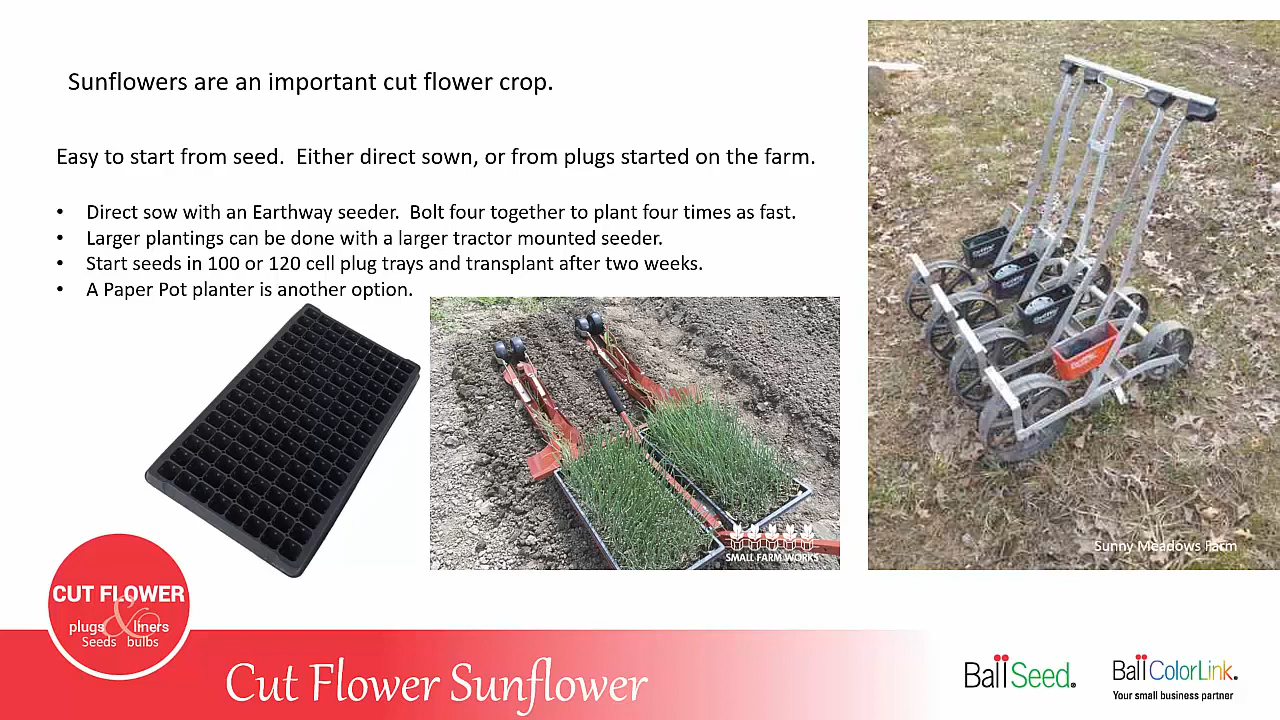 Sunflowers are an important cut flower crop.
Easy to start from seed.  Either direct sown, or from plugs started on the farm.
• Direct sow with an Earthway seeder.  Bolt four together to plant four times as fast.
• Larger plantings can be done with a larger tractor mounted seeder.
• Start seeds in 100 or 120 cell plug trays and transplant after two weeks.
• A Paper Pot planter is another option.
SMALL FARM WORKS
Sunny Meadows Farm
CUT FLOWER
plugs & liners
Seeds bulbs
Cut Flower Sunflower
Ball Seed.
Ball ColorLink.
Your small business partner